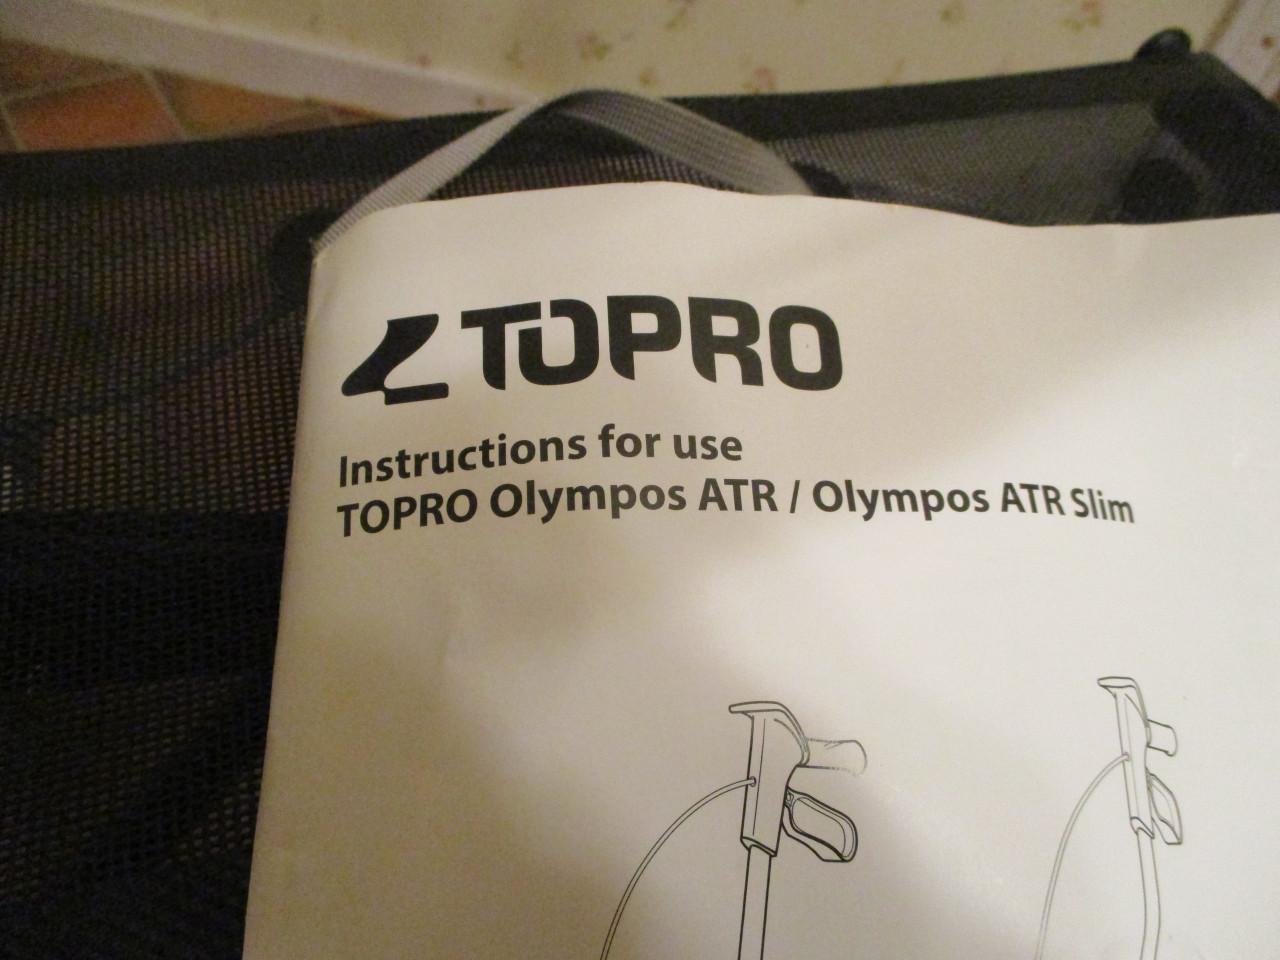 TOPRO
Instructions for use
TOPRO Olympos ATR / Olympos ATR Slim